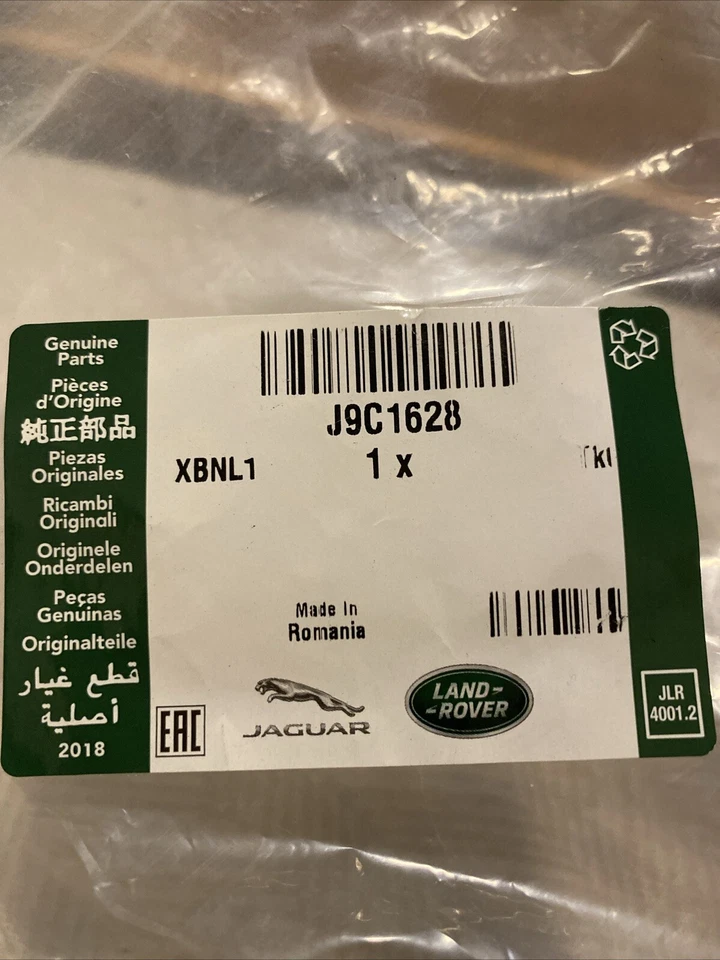 Genuine
Parts
Pièces
d'Origine
純正部品
Piezas
Originales
Ricambi
Originali
Originele
Onderdelen
Peças
Genuinas
Originalteile
قطع غيار
أصلية
2018
J9C1628
XBNL1
1 x
Made In
Romania
EAC
JAGUAR
LAND-
-ROVER
JLR
4001.2